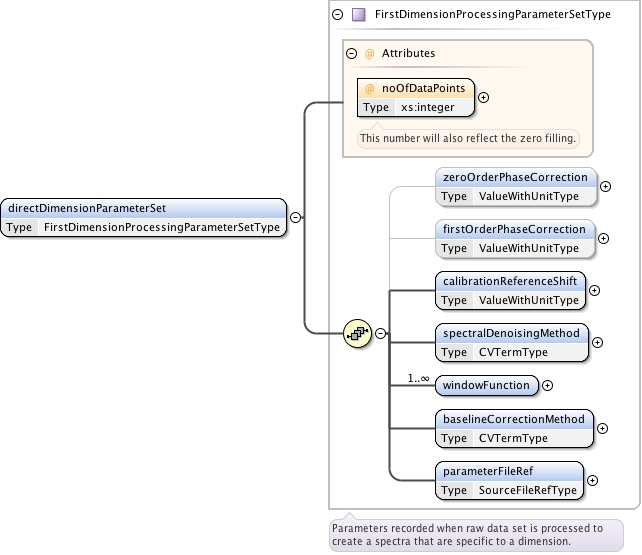 FirstDimensionProcessingParameterSetType
@ Attributes
@ noOfDataPoints
Type xs:integer
This number will also reflect the zero filling.
directDimensionParameterSet
Type FirstDimensionProcessingParameterSetType
zeroOrderPhaseCorrection
Type ValueWithUnitType
firstOrderPhaseCorrection
Type ValueWithUnitType
calibrationReferenceShift
Type ValueWithUnitType
spectralDenoisingMethod
Type CVTermType
1..∞
windowFunction
baselineCorrectionMethod
Type CVTermType
parameterFileRef
Type SourceFileRefType
Parameters recorded when raw data set is processed to
create a spectra that are specific to a dimension.